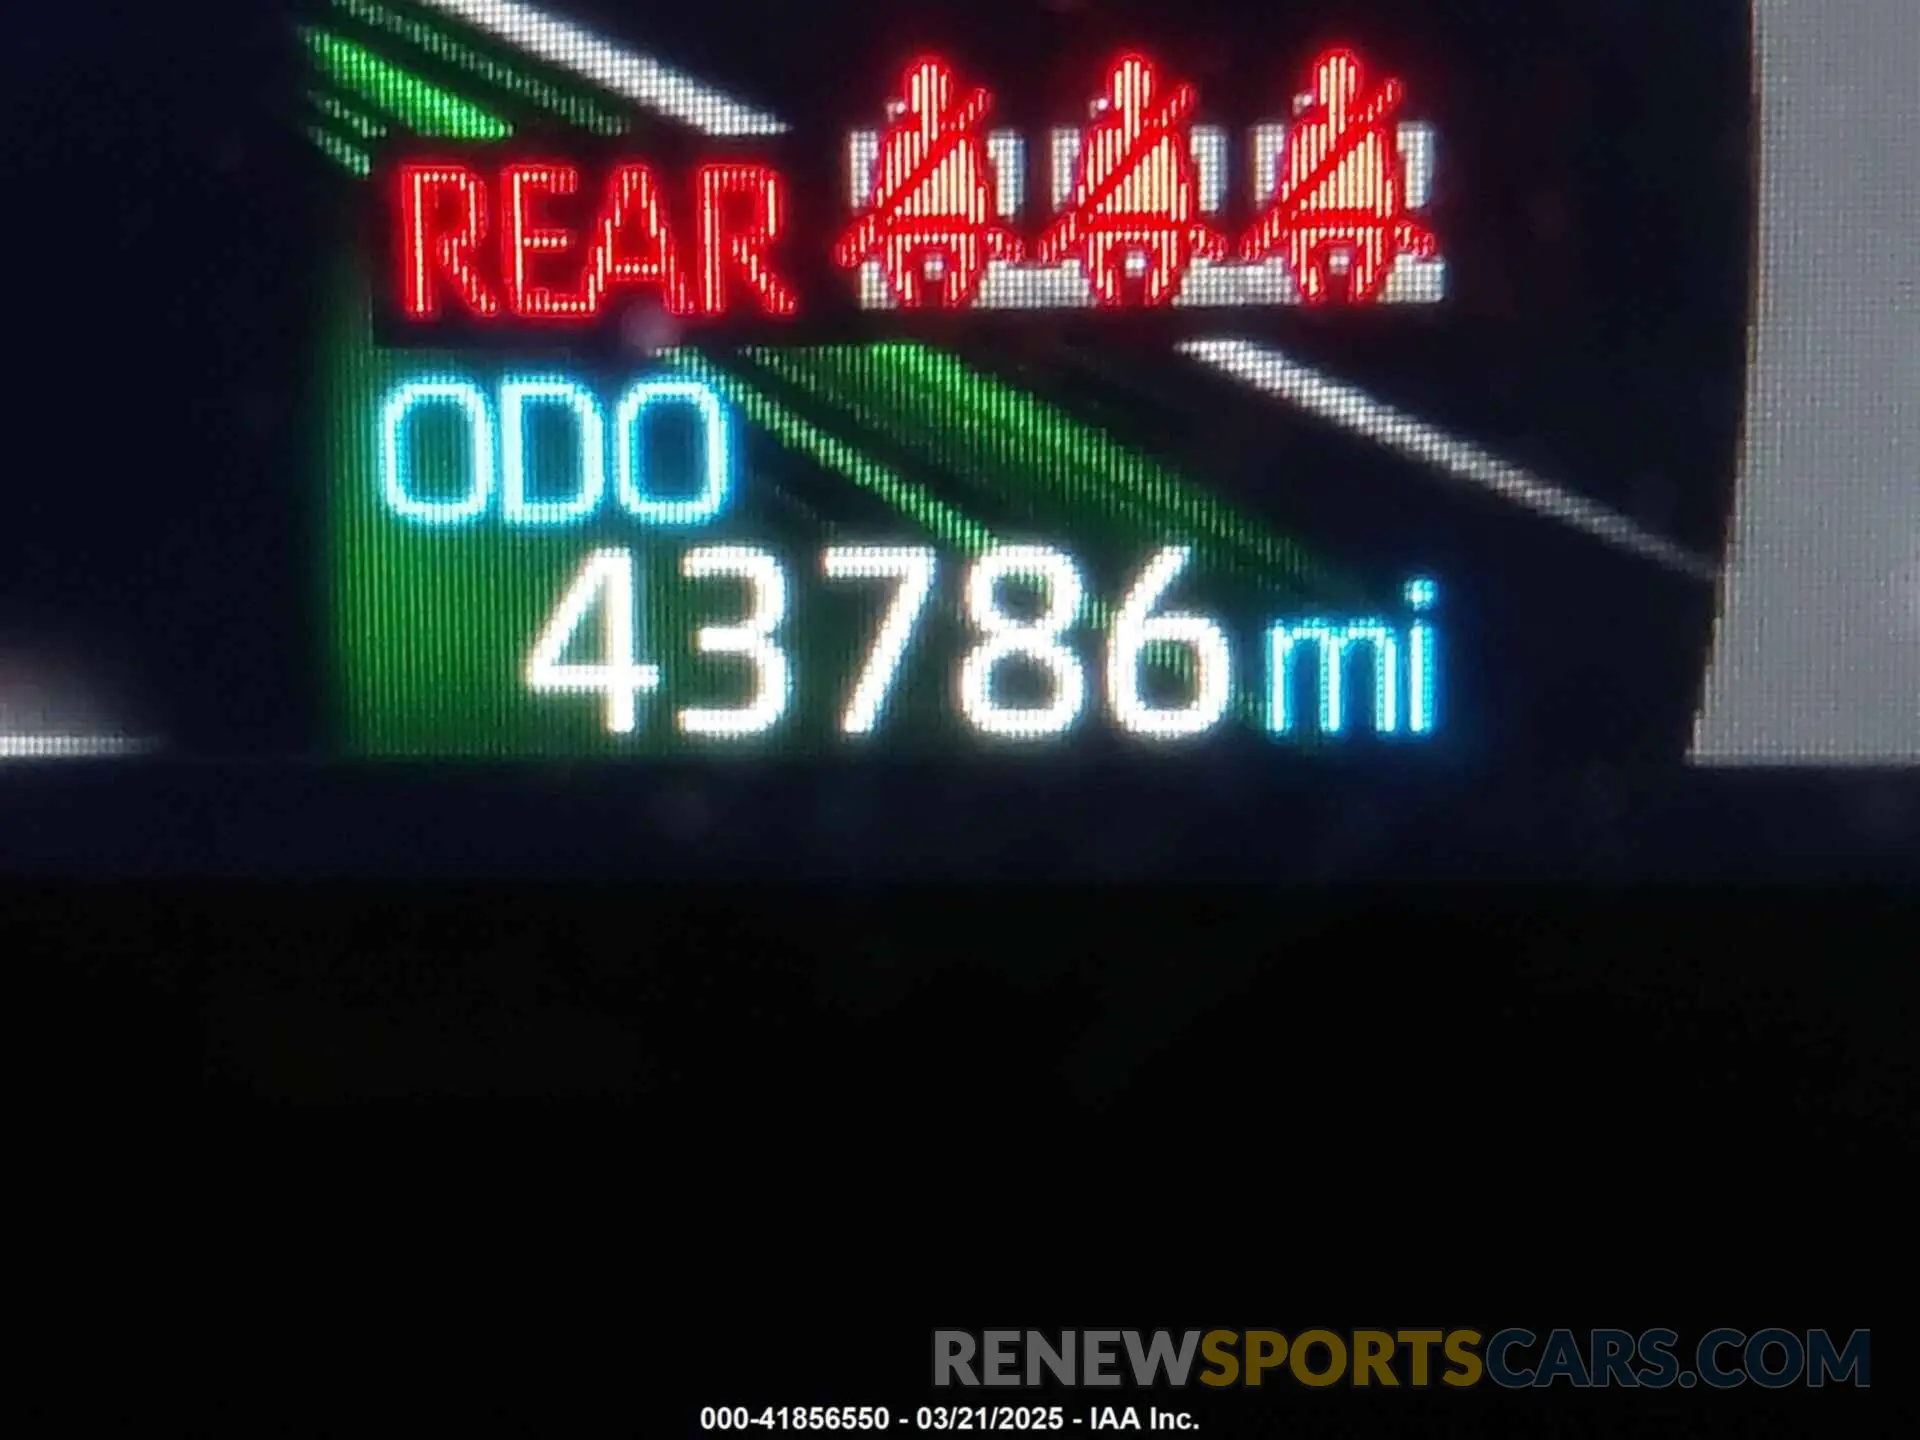 REAR
ODO
43786 mi
RENEWSPORTSCARS.COM
000-41856550 - 03/21/2025 - IAA Inc.